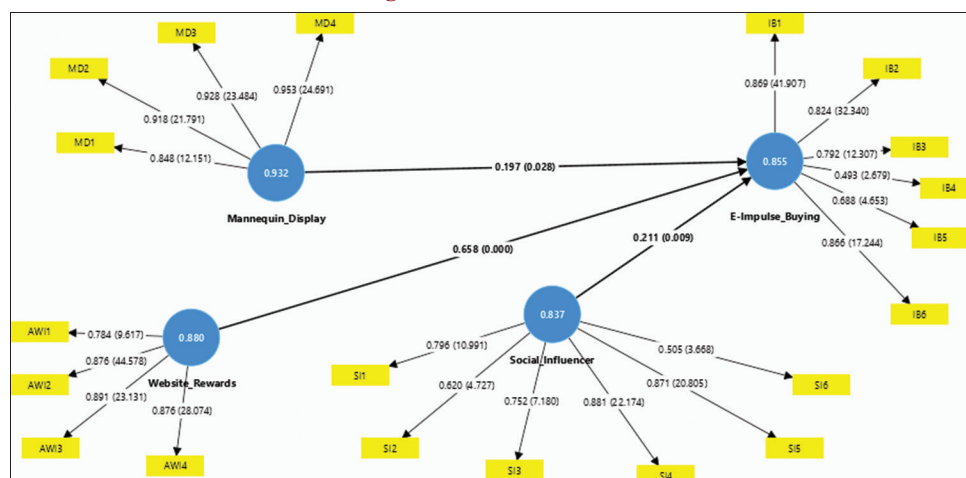 MD4
MD3
MD2
MD1
0.953 (24.691)
0.928 (23.484)
0.918 (21.791)
0.848 (12.151)
0.932
Mannequin_Display
IB1
IB2
IB3
IB4
IB5
IB6
0.869 (41.907)
0.824 (32.340)
0.792 (12.307)
0.493 (2.679)
0.688 (4.653)
0.866 (17.244)
0.855
E-Impulse_Buying
0.197 (0.028)
0.658 (0.000)
0.211 (0.009)
0.880
Website_Rewards
AWI1
AWI2
AWI3
AWI4
0.784 (9.617)
0.876 (44.578)
0.891 (23.131)
0.876 (28.074)
0.837
Social_Influencer
0.796 (10.991)
0.620 (4.727)
0.752 (7.180)
0.881 (22.174)
0.871 (20.805)
0.505 (3.668)
SI1
SI2
SI3
SI4
SI5
SI6